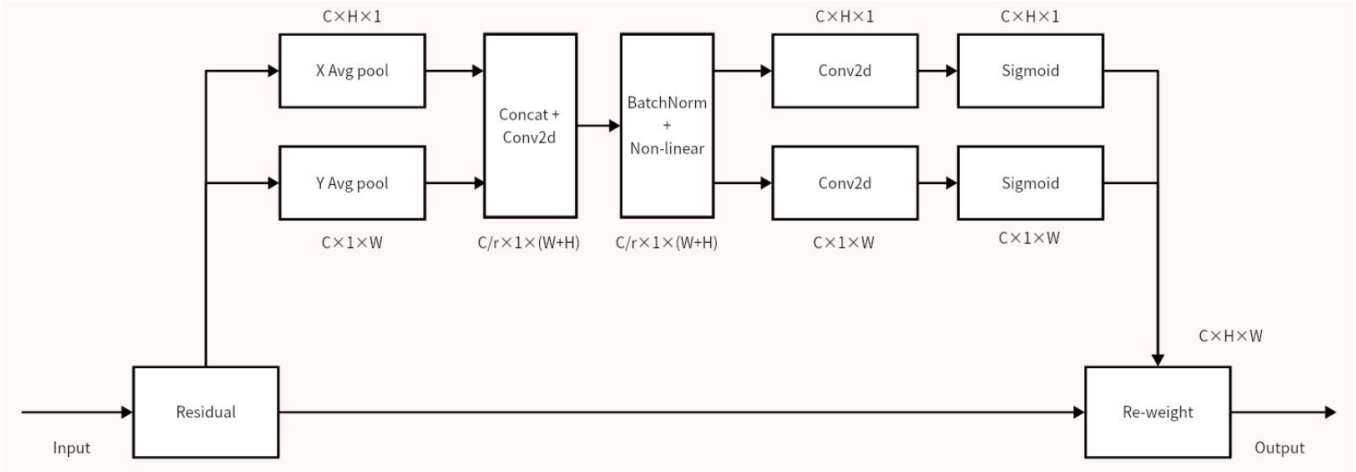 C×H×1
C×H×1
C×H×1
X Avg pool
Concat +
Conv2d
BatchNorm
+
Non-linear
Conv2d
Sigmoid
Y Avg pool
Conv2d
Sigmoid
C×1×W
C/r×1×(W+H)
C/r×1×(W+H)
C×1×W
C×1×W
C×H×W
Residual
Re-weight
Input
Output